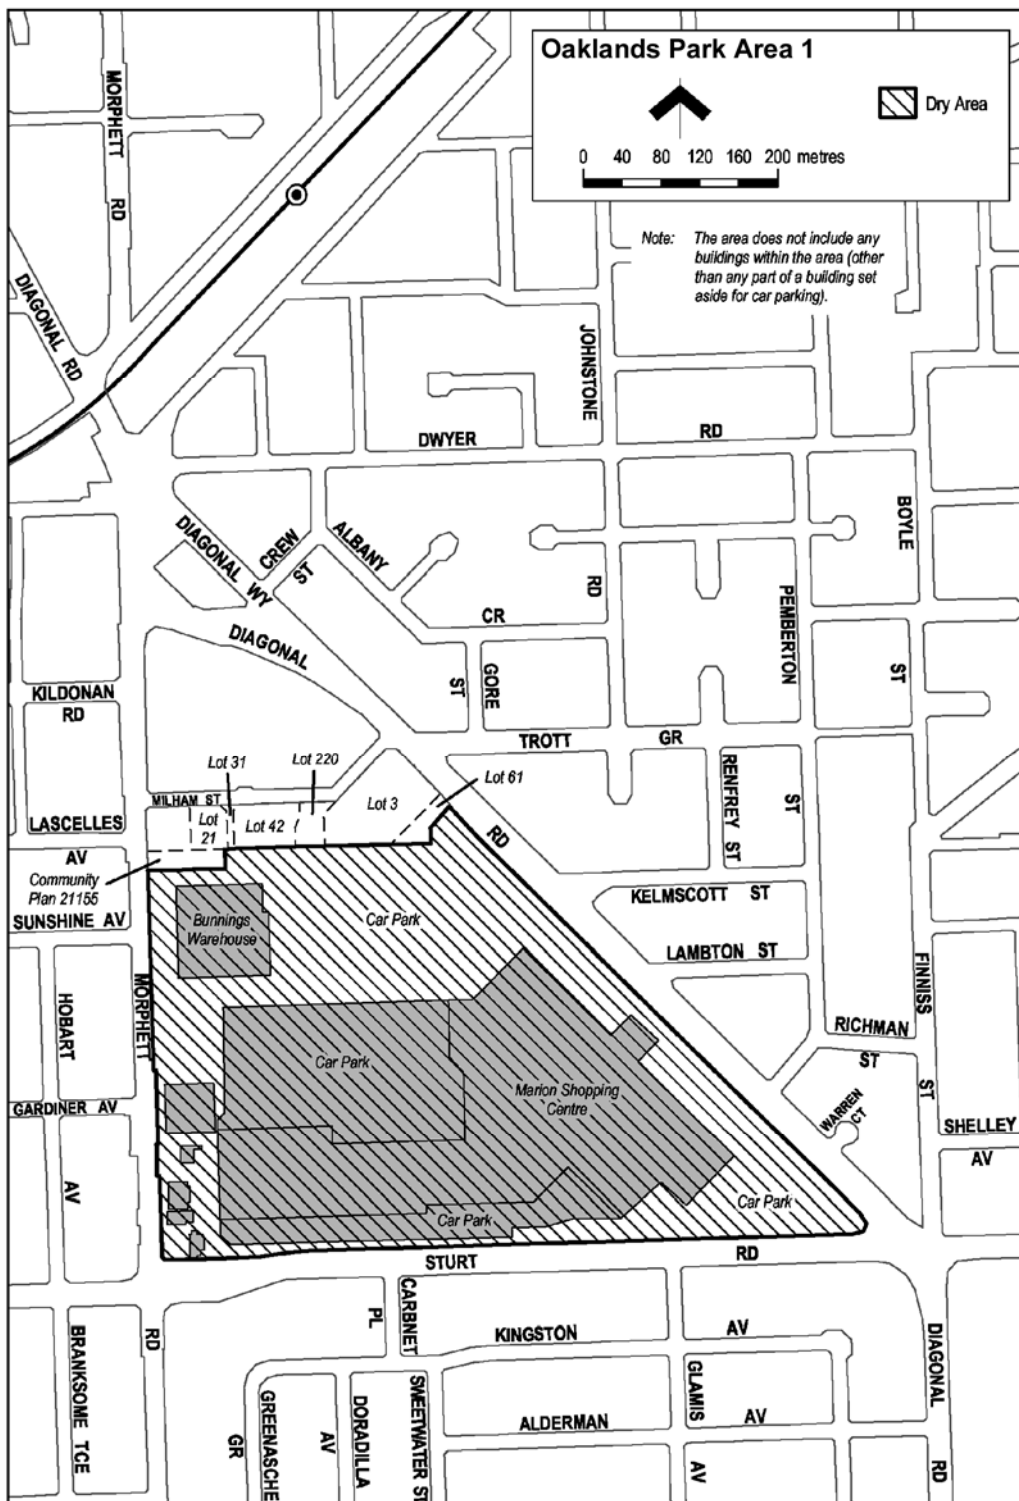 Oaklands Park Area 1
Dry Area
0 40 80 120 160 200 metres
Note: The area does not include any
buildings within the area (other
than any part of a building set
aside for car parking).
MORPHETT
RD
DIAGONAL RD
JOHNSTONE
RD
DWYER
RD
DIAGONAL WY
CREW
ST
ALBANY
CR
BOYLE
ST
PEMBERTON
ST
DIAGONAL
RD
GORE
ST
KILDONAN
RD
TROTT
GR
RENFREY ST
Lot 31
Lot 220
Lot 61
MILHAM ST
Lot 3
Lot
21
Lot 42
LASCELLES
AV
Community
Plan 21155
SUNSHINE AV
KELMSCOTT ST
LAMBTON ST
Bunnings
Warehouse
Car Park
FINNISS
ST
HOBART
AV
MORPHETT
RD
RICHMAN
ST
Car Park
Marion Shopping
Centre
GARDINER AV
WARREN
CT
SHELLEY
AV
Car Park
Car Park
STURT
RD
PL
CARBNET
KINGSTON
AV
DIAGONAL
RD
BRANKSOME TCE
GREENASCHE
GR
DORADILLA
AV
SWEETWATER ST
GLAMIS
AV
ALDERMAN
AV